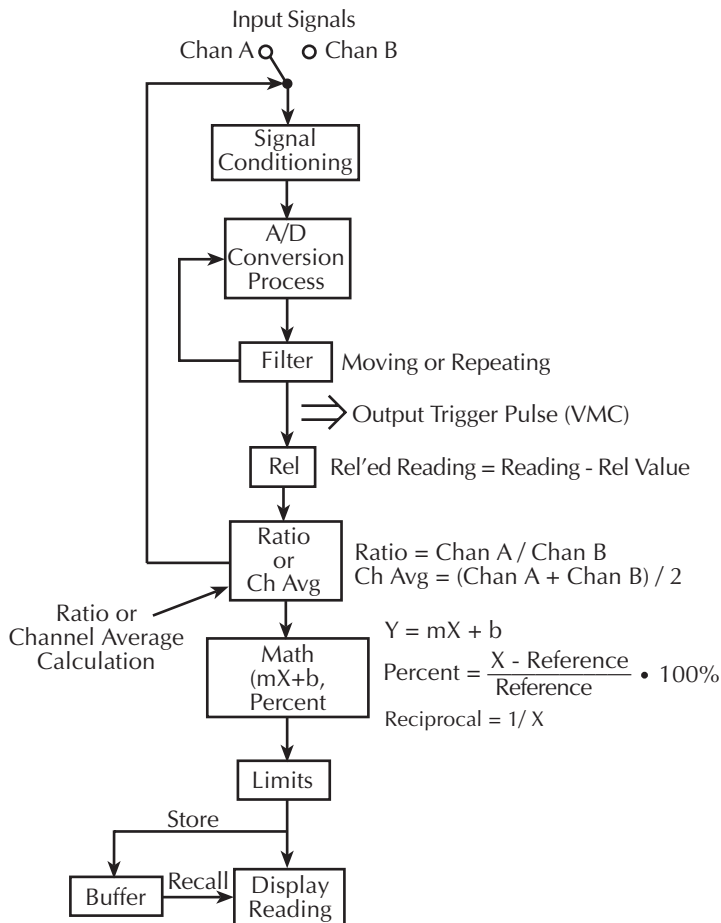 Input Signals
Chan A
Chan B
Signal
Conditioning
A/D
Conversion
Process
Filter
Moving or Repeating
Output Trigger Pulse (VMC)
Rel
Rel'ed Reading = Reading - Rel Value
Ratio
or
Ch Avg
Ratio = Chan A / Chan B
Ch Avg = (Chan A + Chan B) / 2
Ratio or
Channel Average
Calculation
Math
(mX+b,
Percent
Y = mX + b
Percent = X - Reference / Reference • 100%
Reciprocal = 1/ X
Limits
Store
Buffer
Recall
Display
Reading